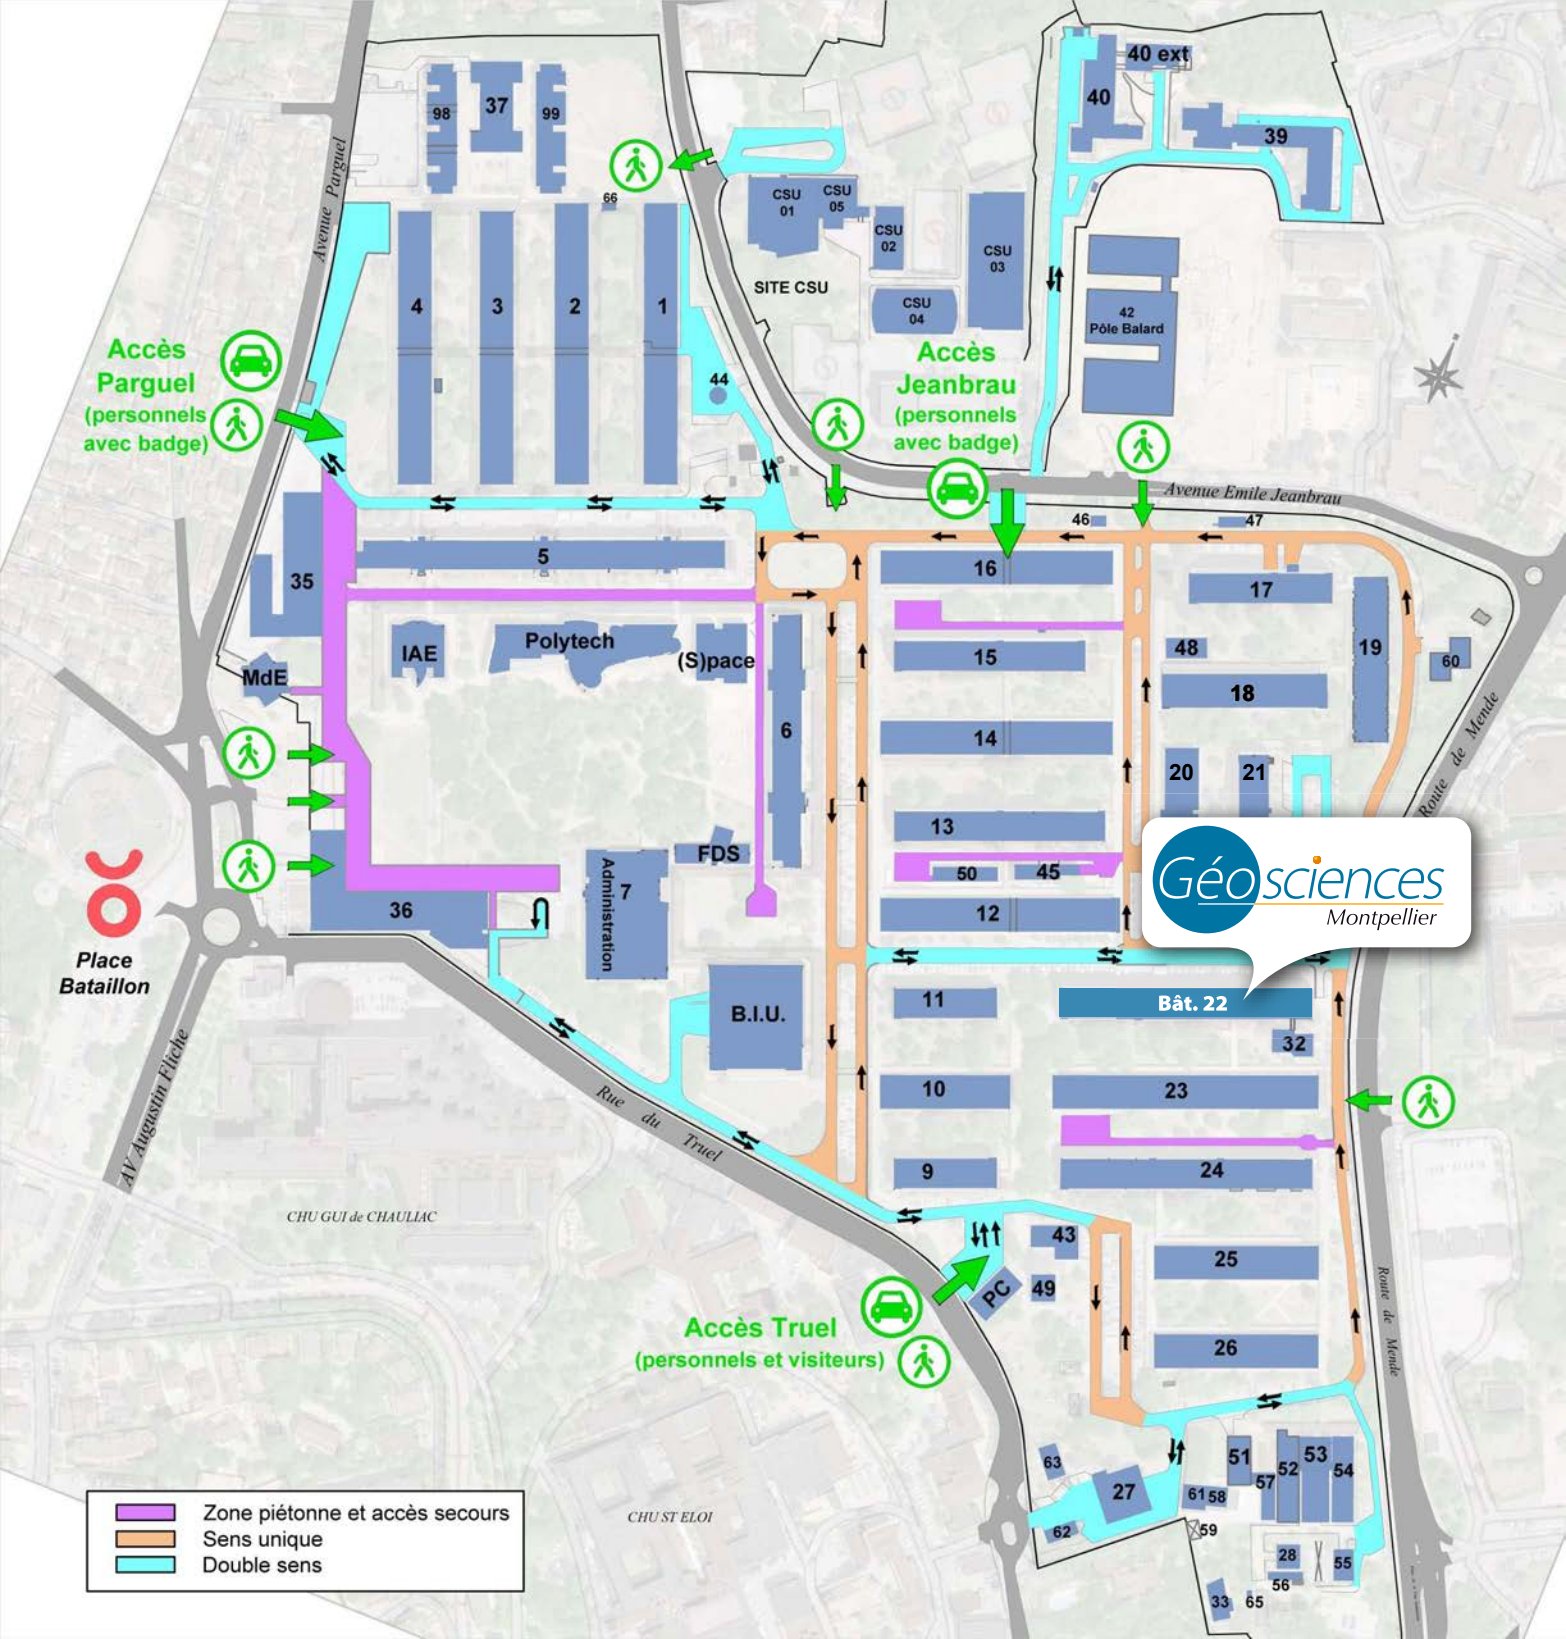 40 ext
98
37
99
40
39
Avenue Parguel
66
CSU
01
CSU
05
CSU
02
CSU
03
SITE CSU
CSU
04
4
3
2
1
42
Pôle Balard
Accès
Parguel
(personnels
avec badge)
44
Accès
Jeanbrau
(personnels
avec badge)
Avenue Emile Jeanbrau
46
47
5
16
17
35
IAE
Polytech
(S)pace
15
48
19
60
MdE
18
6
14
20
21
Route de Mende
13
FDS
50
45
Géosciences
Montpellier
Administration
7
36
12
Place
Bataillon
11
Bât. 22
B.I.U.
32
AV Augustin Fliche
10
23
Rue du Truel
9
24
CHU GUI de CHAULIAC
43
25
PC
49
Route de Mende
Accès Truel
(personnels et visiteurs)
26
63
51
52
53
54
57
27
61
58
Zone piétonne et accès secours
Sens unique
Double sens
CHU ST ELOI
62
59
28
55
56
33
65